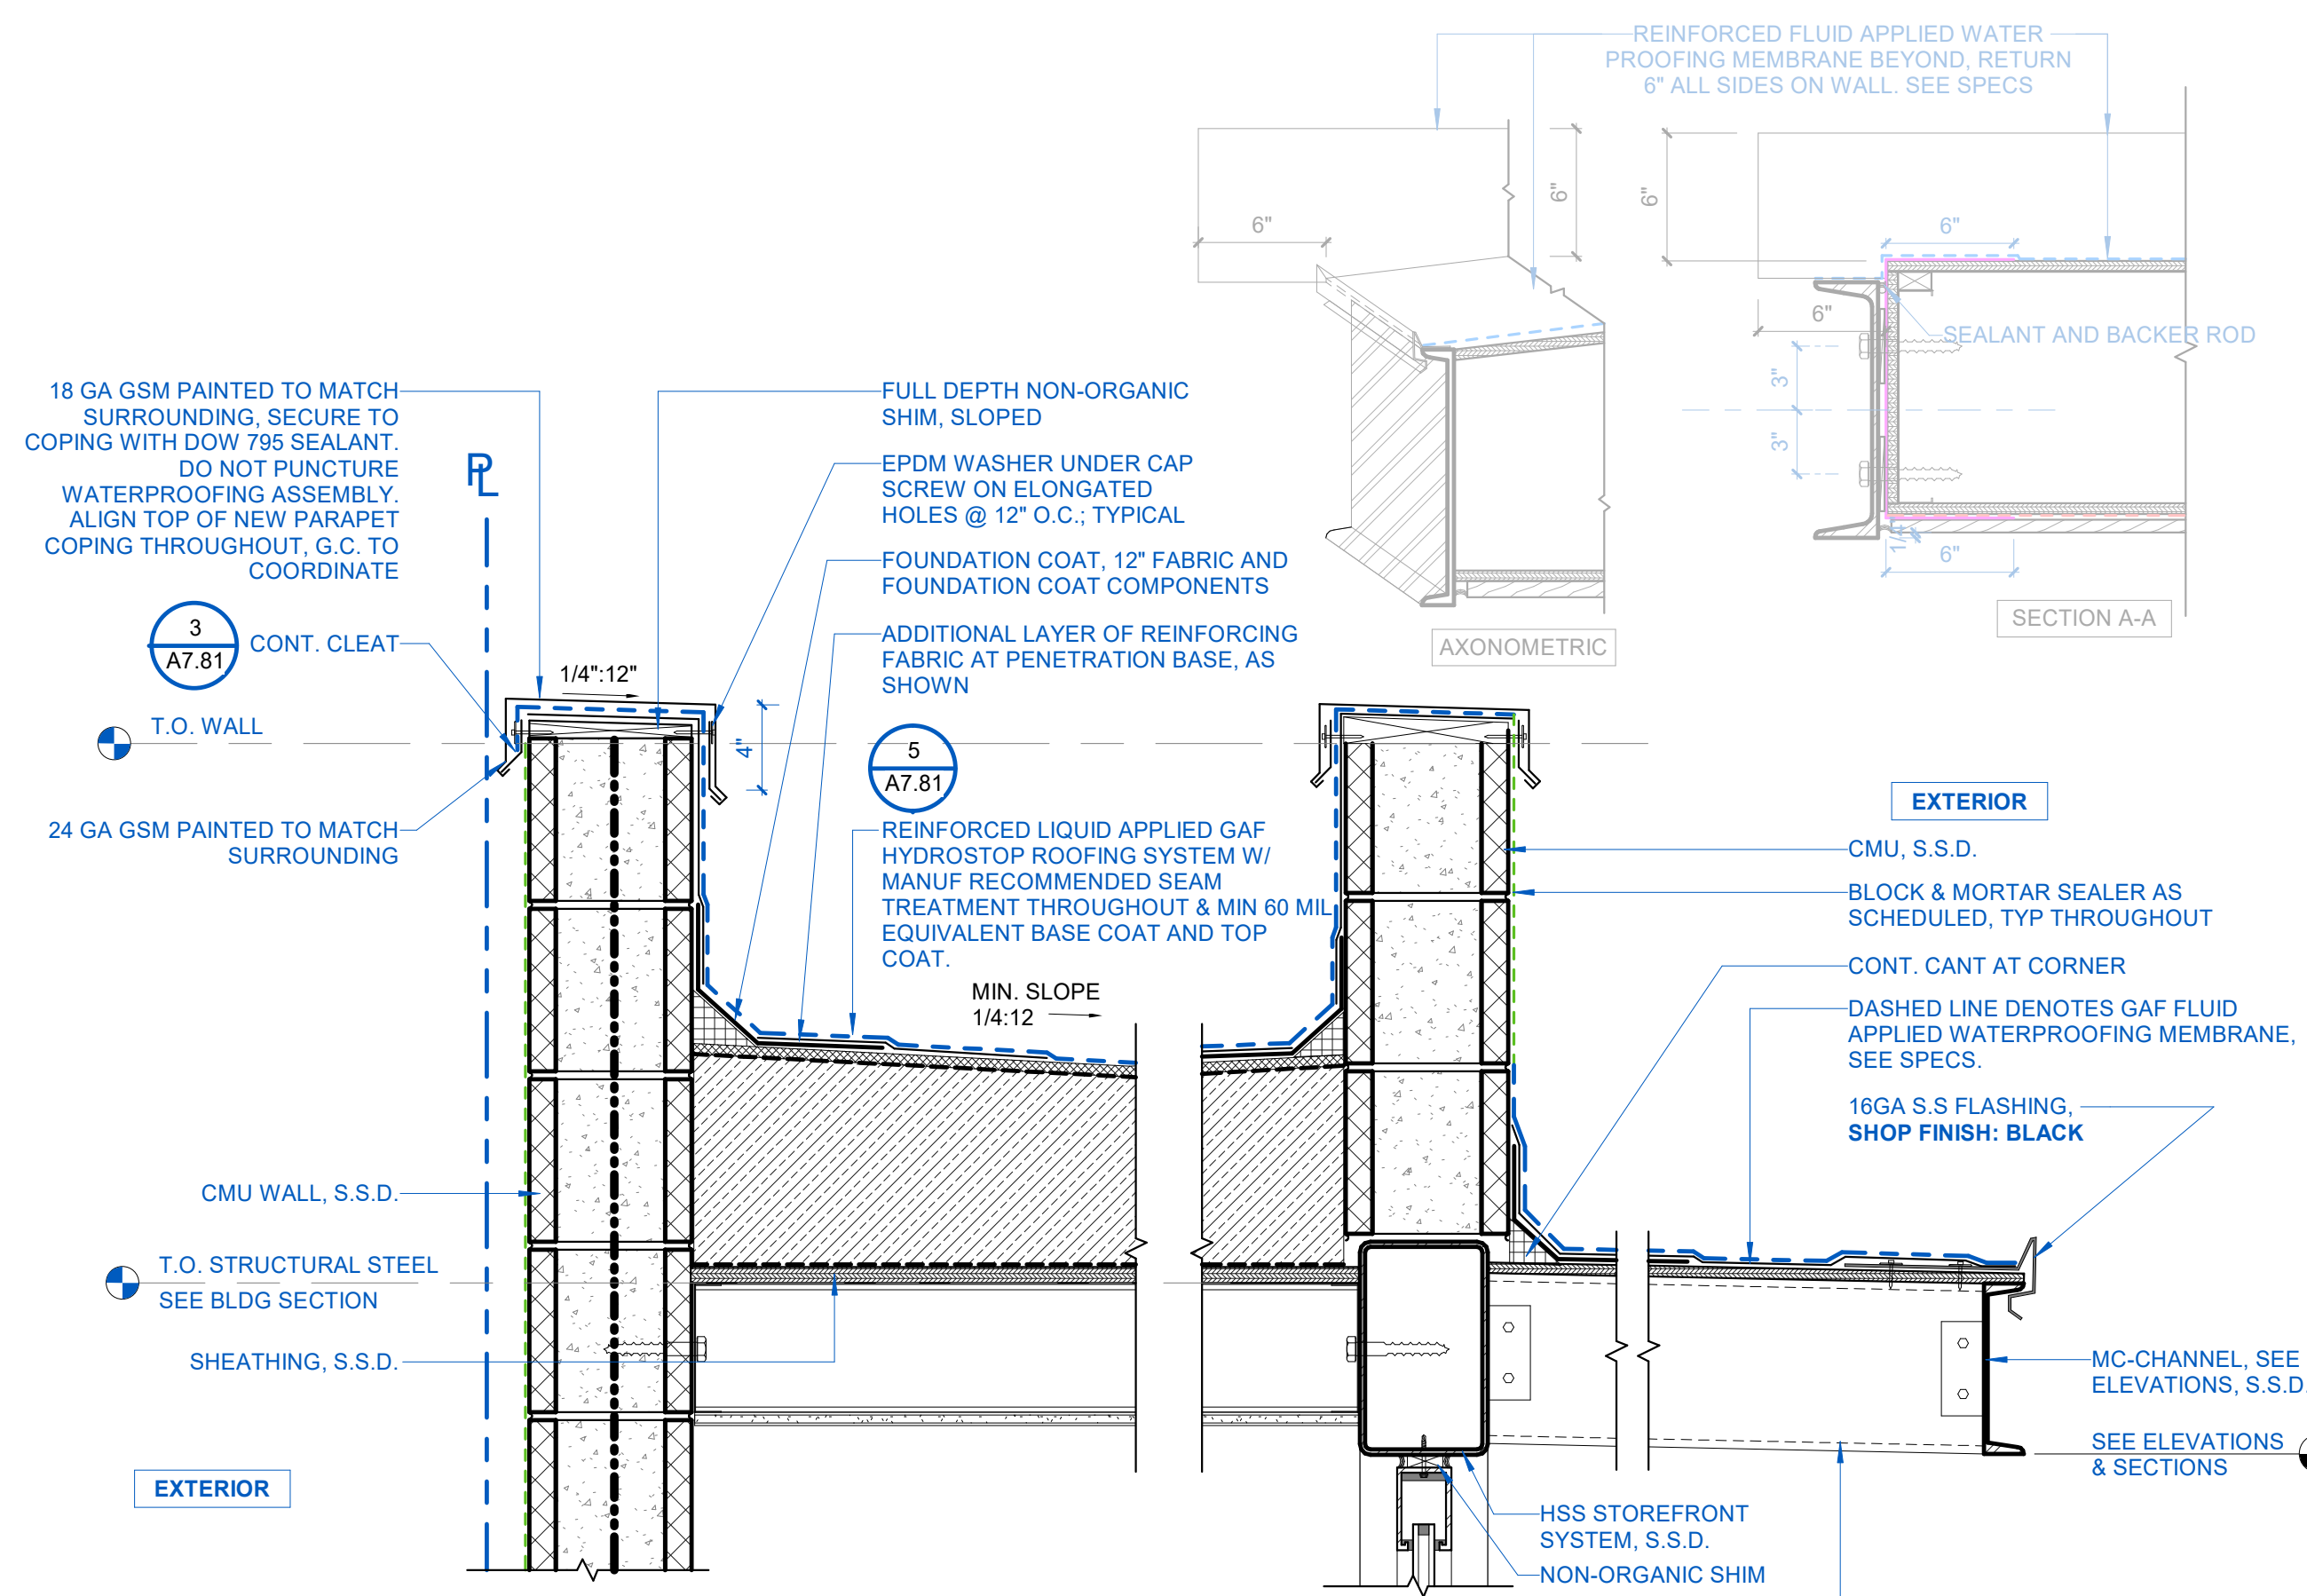 REINFORCED FLUID APPLIED WATER
PROOFING MEMBRANE BEYOND, RETURN
6" ALL SIDES ON WALL. SEE SPECS
6"
6"
6"
6"
6"
SEALANT AND BACKER ROD
3"
3"
1/4"
6"
SECTION A-A
AXONOMETRIC
18 GA GSM PAINTED TO MATCH
SURROUNDING, SECURE TO
COPING WITH DOW 795 SEALANT.
DO NOT PUNCTURE
WATERPROOFING ASSEMBLY.
ALIGN TOP OF NEW PARAPET
COPING THROUGHOUT, G.C. TO
COORDINATE
PL
3
A7.81
CONT. CLEAT
1/4":12"
T.O. WALL
4"
24 GA GSM PAINTED TO MATCH
SURROUNDING
FULL DEPTH NON-ORGANIC
SHIM, SLOPED
EPDM WASHER UNDER CAP
SCREW ON ELONGATED
HOLES @ 12" O.C.; TYPICAL
FOUNDATION COAT, 12" FABRIC AND
FOUNDATION COAT COMPONENTS
ADDITIONAL LAYER OF REINFORCING
FABRIC AT PENETRATION BASE, AS
SHOWN
5
A7.81
REINFORCED LIQUID APPLIED GAF
HYDROSTOP ROOFING SYSTEM W/
MANUF RECOMMENDED SEAM
TREATMENT THROUGHOUT & MIN 60 MIL
EQUIVALENT BASE COAT AND TOP
COAT.
MIN. SLOPE
1/4:12
EXTERIOR
CMU, S.S.D.
BLOCK & MORTAR SEALER AS
SCHEDULED, TYP THROUGHOUT
CONT. CANT AT CORNER
DASHED LINE DENOTES GAF FLUID
APPLIED WATERPROOFING MEMBRANE,
SEE SPECS.
16GA S.S FLASHING,
SHOP FINISH: BLACK
CMU WALL, S.S.D.
T.O. STRUCTURAL STEEL
SEE BLDG SECTION
SHEATHING, S.S.D.
EXTERIOR
MC-CHANNEL, SEE
ELEVATIONS, S.S.D.
SEE ELEVATIONS
& SECTIONS
HSS STOREFRONT
SYSTEM, S.S.D.
NON-ORGANIC SHIM